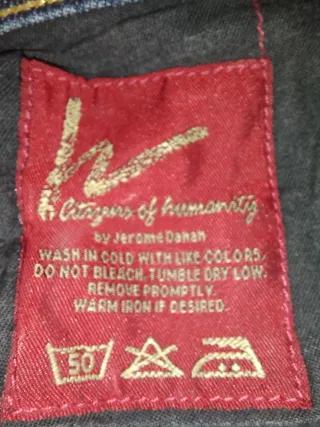 Citizens of humanity
by Jerome Dahan
WASH IN COLD WITH LIKE COLORS.
DO NOT BLEACH. TUMBLE DRY LOW.
REMOVE PROMPTLY.
WARM IRON IF DESIRED.
50